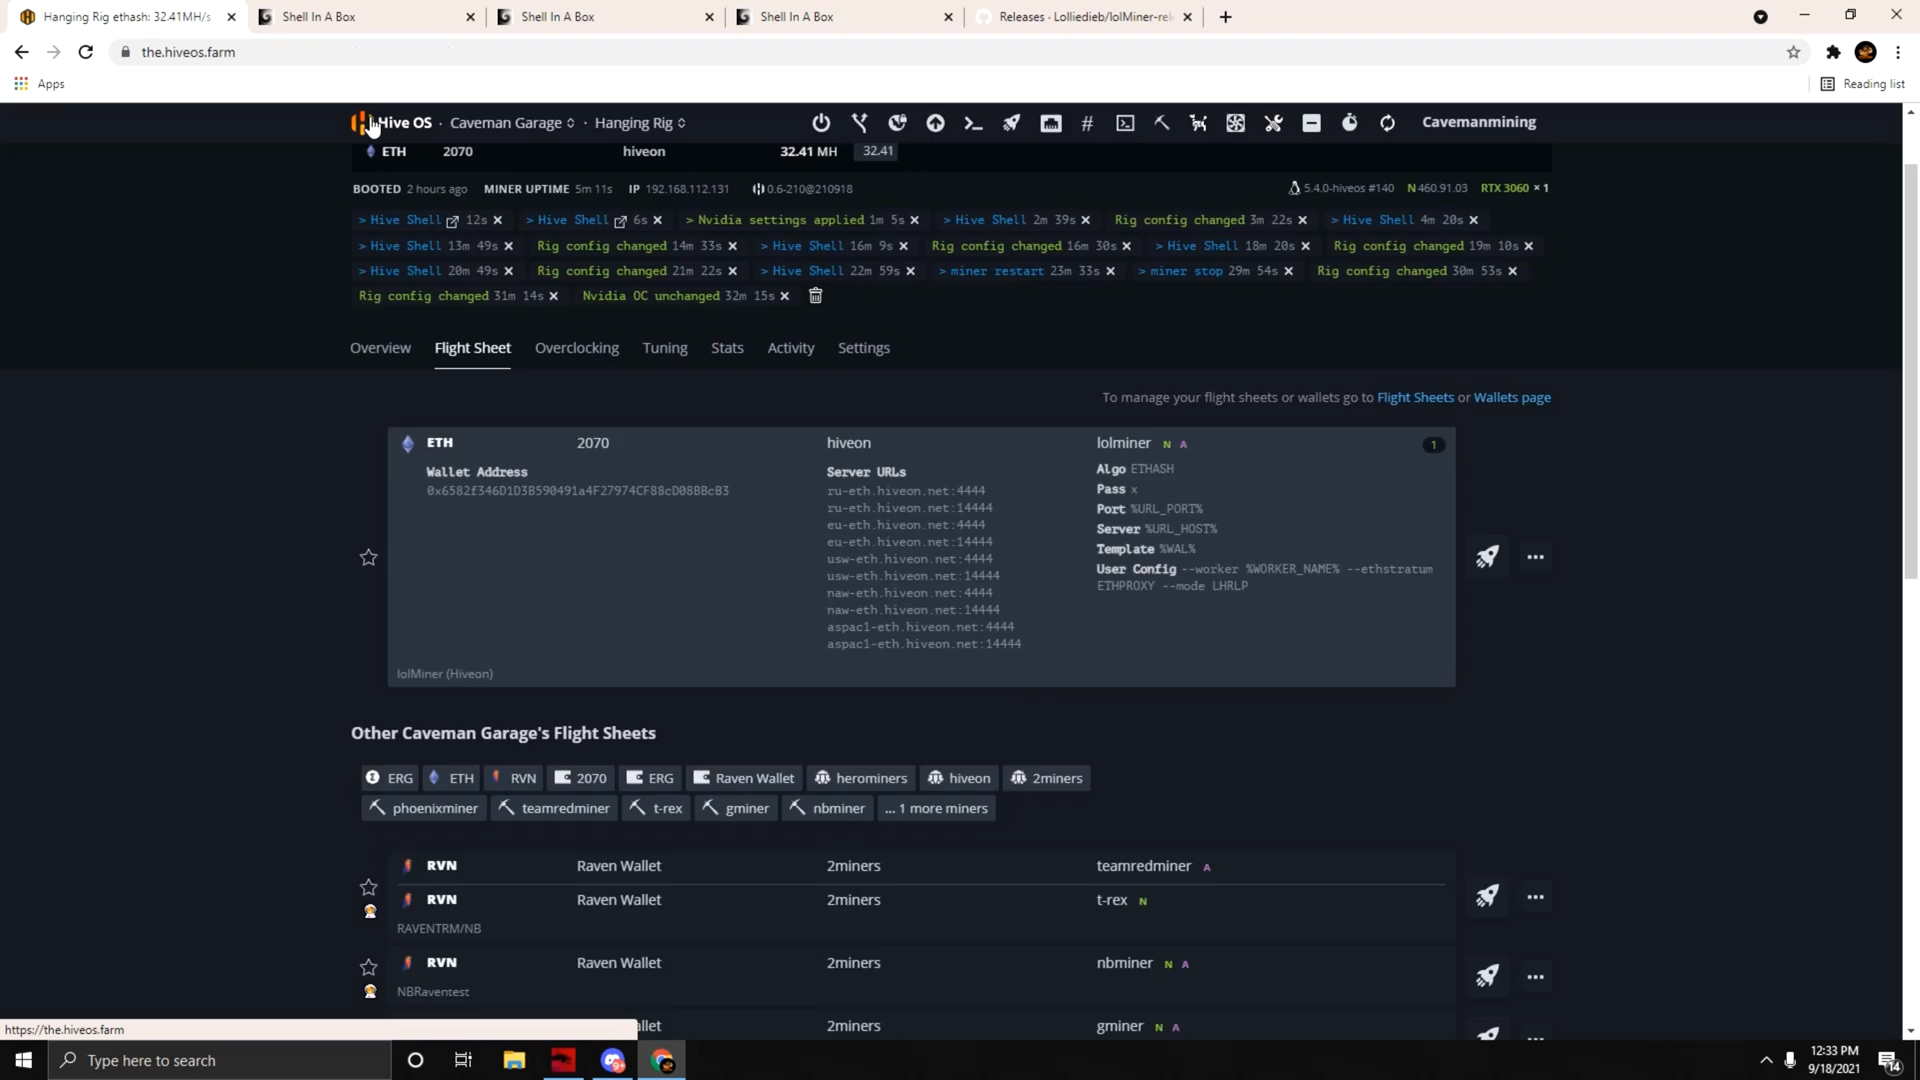 Hanging Rig ethash: 32.41MH/s
Shell In A Box
Shell In A Box
Shell In A Box
Releases · Lolliedieb/lolMiner-rel
the.hiveos.farm
Apps
Reading list
Hive OS · Caveman Garage · Hanging Rig
Cavemanmining
ETH 2070 hiveon 32.41 MH 32.41
BOOTED 2 hours ago MINER UPTIME 5m 11s IP 192.168.112.131 0.6-210@210918 5.4.0-hiveos #140 N 460.91.03 RTX 3060 × 1
> Hive Shell 12s × > Hive Shell 6s × > Nvidia settings applied 1m 5s × > Hive Shell 2m 39s × Rig config changed 3m 22s × > Hive Shell 4m 20s ×
> Hive Shell 13m 49s × Rig config changed 14m 33s × > Hive Shell 16m 9s × Rig config changed 16m 30s × > Hive Shell 18m 20s × Rig config changed 19m 10s ×
> Hive Shell 20m 49s × Rig config changed 21m 22s × > Hive Shell 22m 59s × > miner restart 23m 33s × > miner stop 29m 54s × Rig config changed 30m 53s ×
Rig config changed 31m 14s × Nvidia OC unchanged 32m 15s ×
Overview Flight Sheet Overclocking Tuning Stats Activity Settings
To manage your flight sheets or wallets go to Flight Sheets or Wallets page
ETH 2070 hiveon lolminer N A 1
Wallet Address
0x6582f346D1D3B590491a4F27974CF88cD08BBcB3
Server URLs
ru-eth.hiveon.net:4444
ru-eth.hiveon.net:14444
eu-eth.hiveon.net:4444
eu-eth.hiveon.net:14444
usw-eth.hiveon.net:4444
usw-eth.hiveon.net:14444
naw-eth.hiveon.net:4444
naw-eth.hiveon.net:14444
aspac1-eth.hiveon.net:4444
aspac1-eth.hiveon.net:14444
Algo ETHASH
Pass x
Port %URL_PORT%
Server %URL_HOST%
Template %WAL%
User Config --worker %WORKER_NAME% --ethstratum
ETHPROXY --mode LHRLP
lolMiner (Hiveon)
Other Caveman Garage's Flight Sheets
ERG ETH RVN 2070 ERG Raven Wallet herominers hiveon 2miners
phoenixminer teamredminer t-rex gminer nbminer ... 1 more miners
RVN Raven Wallet 2miners teamredminer A
RVN Raven Wallet 2miners t-rex N
RAVENTRM/NB
RVN Raven Wallet 2miners nbminer N A
NBRaventest
2miners gminer N A
https://the.hiveos.farm
Type here to search
9+
12:33 PM
9/18/2021
14